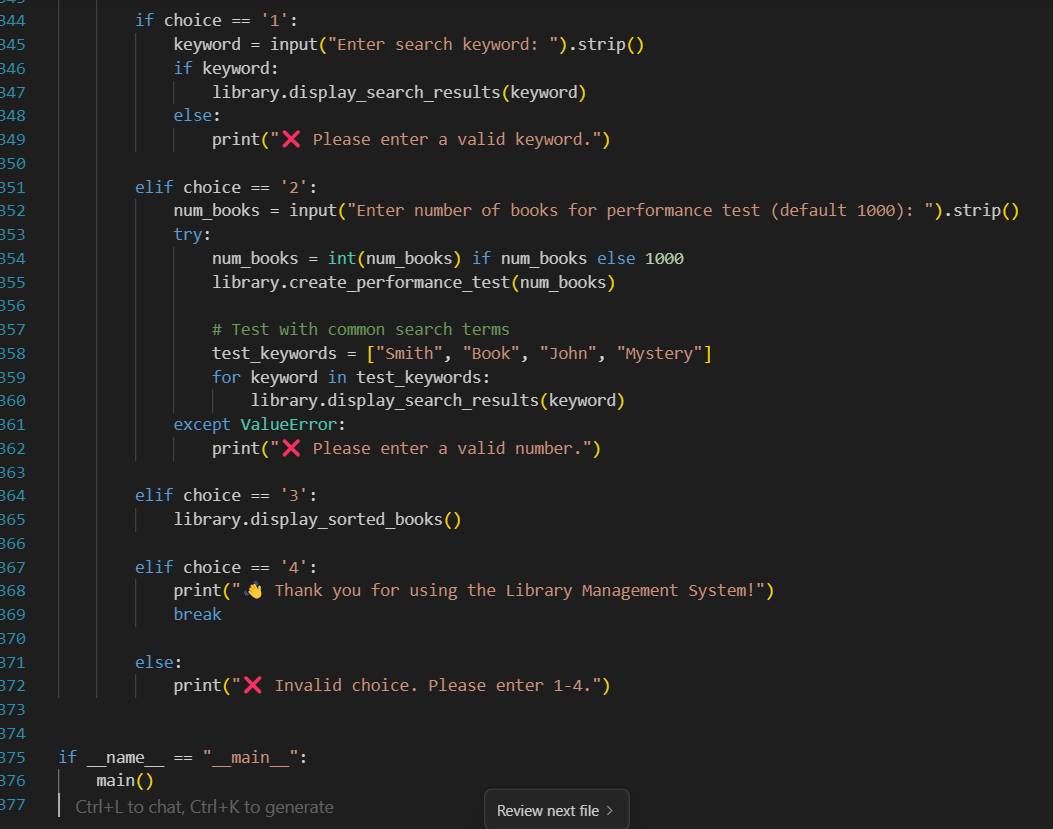 344 if choice == '1':
345 keyword = input("Enter search keyword: ").strip()
346 if keyword:
347 library.display_search_results(keyword)
348 else:
349 print("❌ Please enter a valid keyword.")
350
351 elif choice == '2':
352 num_books = input("Enter number of books for performance test (default 1000): ").strip()
353 try:
354 num_books = int(num_books) if num_books else 1000
355 library.create_performance_test(num_books)
356
357 # Test with common search terms
358 test_keywords = ["Smith", "Book", "John", "Mystery"]
359 for keyword in test_keywords:
360 library.display_search_results(keyword)
361 except ValueError:
362 print("❌ Please enter a valid number.")
363
364 elif choice == '3':
365 library.display_sorted_books()
366
367 elif choice == '4':
368 print("👋 Thank you for using the Library Management System!")
369 break
370
371 else:
372 print("❌ Invalid choice. Please enter 1-4.")
373
374
375 if __name__ == "__main__":
376 main()
377 Ctrl+L to chat, Ctrl+K to generate
Review next file >